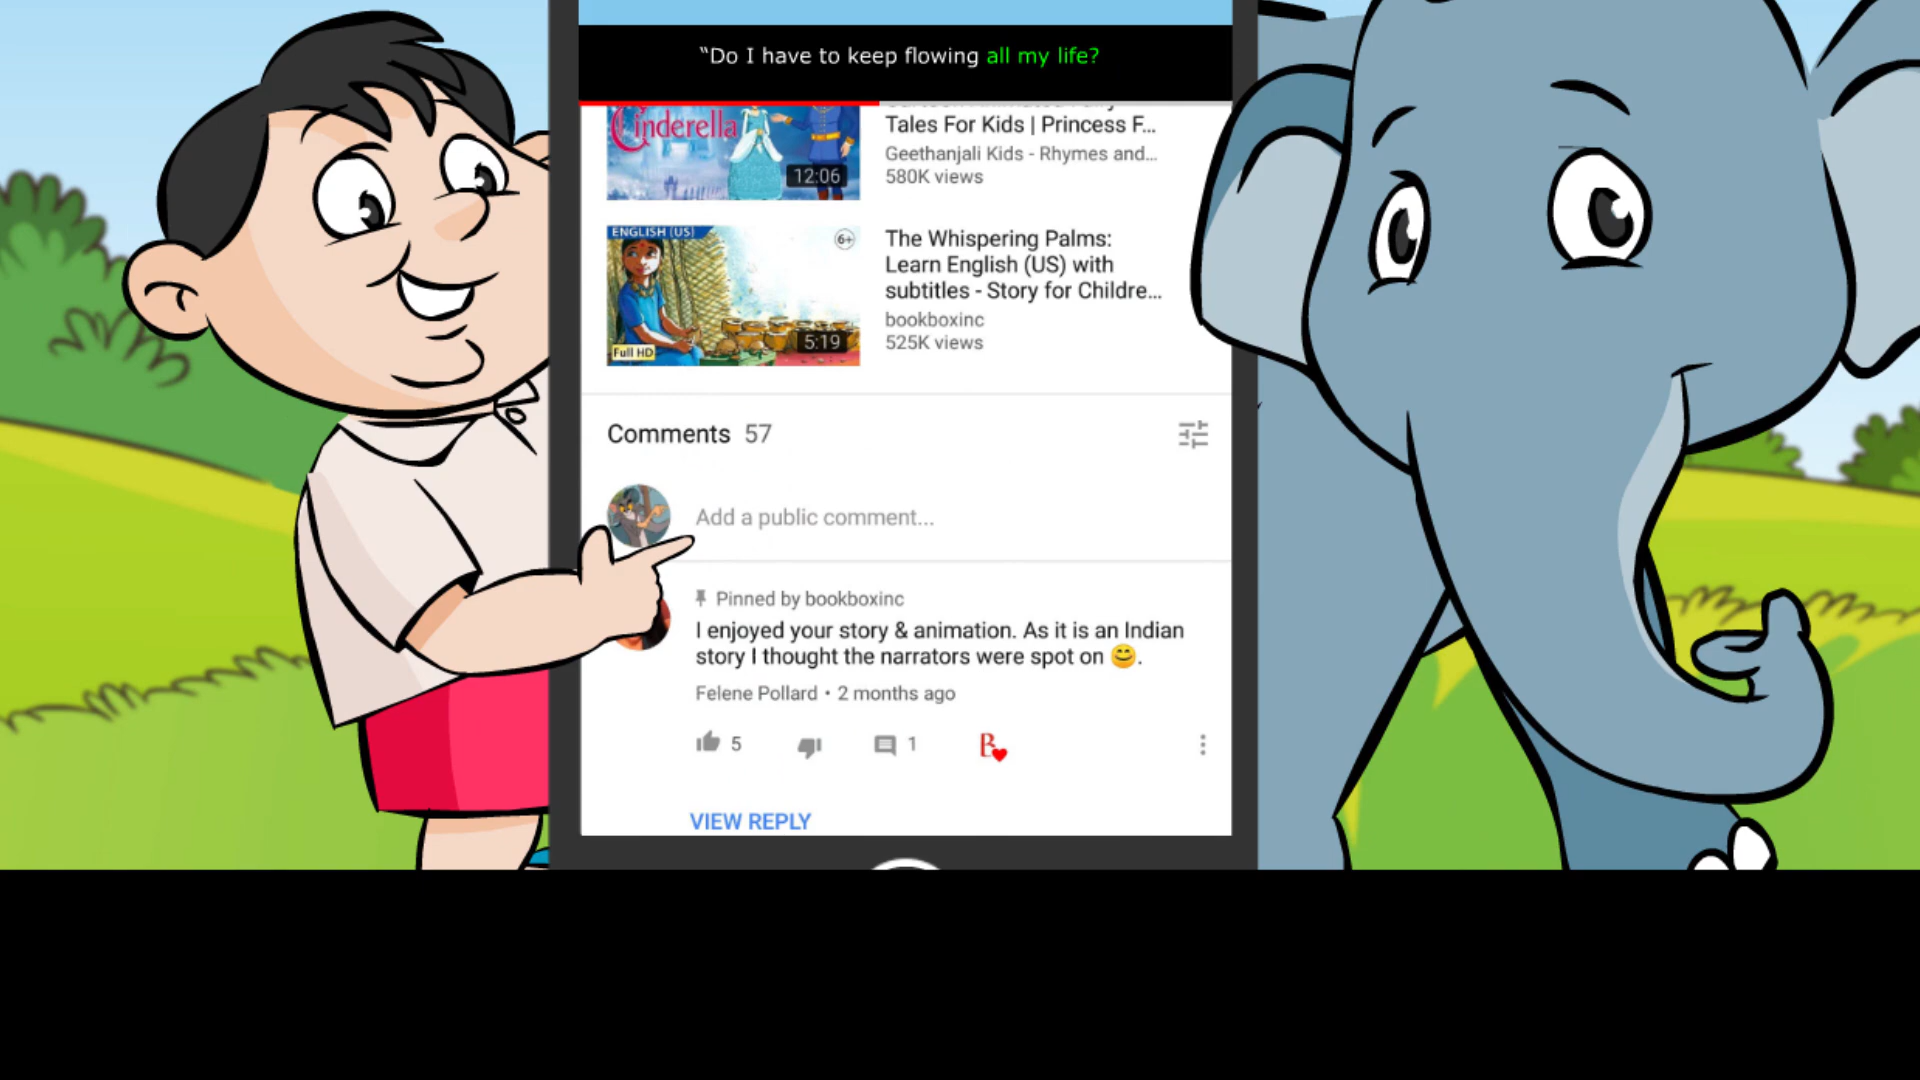 “Do I have to keep flowing all my life?
Cinderella
12:06
Tales For Kids | Princess F...
Geethanjali Kids - Rhymes and...
580K views
ENGLISH (US)
6+
Full HD
5:19
The Whispering Palms:
Learn English (US) with
subtitles - Story for Childre...
bookboxinc
525K views
Comments 57
Add a public comment...
Pinned by bookboxinc
I enjoyed your story & animation. As it is an Indian
story I thought the narrators were spot on 😊.
Felene Pollard • 2 months ago
5
1
B
VIEW REPLY